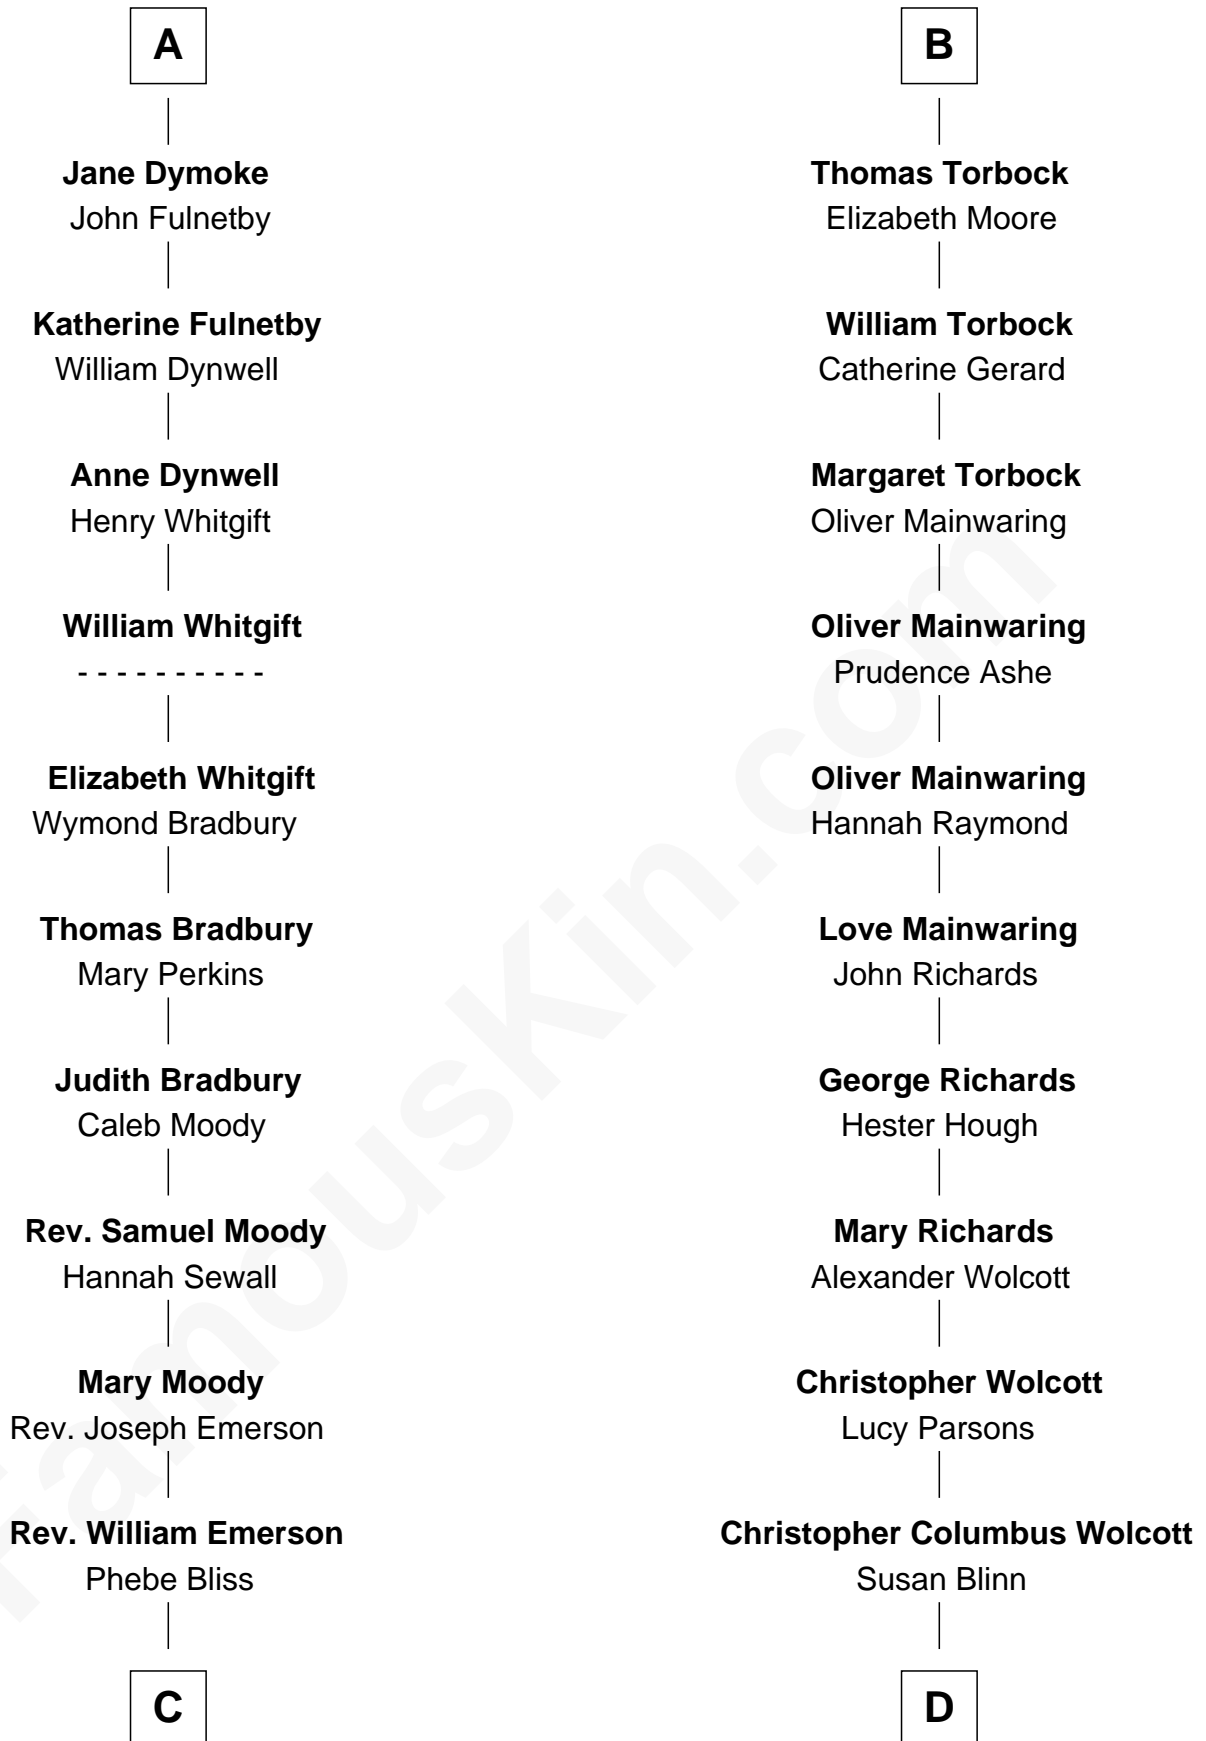 A
Jane Dymoke
John Fulnetby
Katherine Fulnetby
William Dynwell
Anne Dynwell
Henry Whitgift
William Whitgift
- - - - - - - - - -
Elizabeth Whitgift
Wymond Bradbury
Thomas Bradbury
Mary Perkins
Judith Bradbury
Caleb Moody
Rev. Samuel Moody
Hannah Sewall
Mary Moody
Rev. Joseph Emerson
Rev. William Emerson
Phebe Bliss
C
B
Thomas Torbock
Elizabeth Moore
William Torbock
Catherine Gerard
Margaret Torbock
Oliver Mainwaring
Oliver Mainwaring
Prudence Ashe
Oliver Mainwaring
Hannah Raymond
Love Mainwaring
John Richards
George Richards
Hester Hough
Mary Richards
Alexander Wolcott
Christopher Wolcott
Lucy Parsons
Christopher Columbus Wolcott
Susan Blinn
D
FamousKin.com